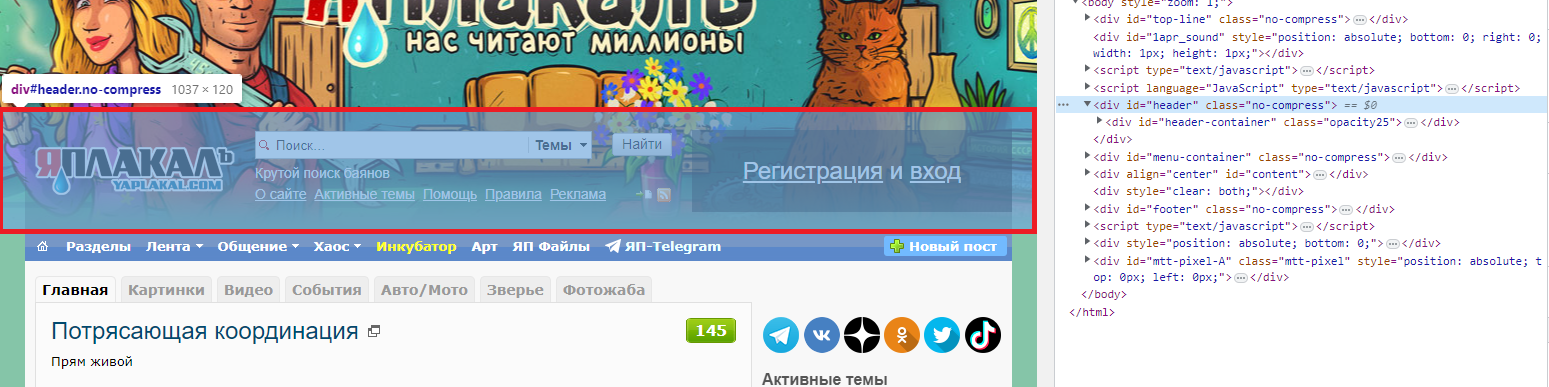 ЯПЛАКАЛЪ
нас читают миллионы
div#header.no-compress 1037 × 120
ЯПЛАКАЛЪ
YAPLAKAL.COM
Поиск...
Темы
Найти
Крутой поиск баянов
О сайте Активные темы Помощь Правила Реклама
Регистрация и вход
Разделы Лента Общение Хаос Инкубатор Арт ЯП Файлы ЯП-Telegram Новый пост
Главная Картинки Видео События Авто/Мото Зверье Фотожаба
Потрясающая координация
145
Прям живой
Активные темы
<body style="zoom: 1;">
<div id="top-line" class="no-compress">…</div>
<div id="1apr_sound" style="position: absolute; bottom: 0; right: 0;
width: 1px; height: 1px;"></div>
<script type="text/javascript">…</script>
<script language="JavaScript" type="text/javascript">…</script>
<div id="header" class="no-compress"> == $0
<div id="header-container" class="opacity25">…</div>
</div>
<div id="menu-container" class="no-compress">…</div>
<div align="center" id="content">…</div>
<div style="clear: both;"></div>
<div id="footer" class="no-compress">…</div>
<script type="text/javascript">…</script>
<div style="position: absolute; bottom: 0;">…</div>
<div id="mtt-pixel-A" class="mtt-pixel" style="position: absolute; t
op: 0px; left: 0px;">…</div>
</body>
</html>